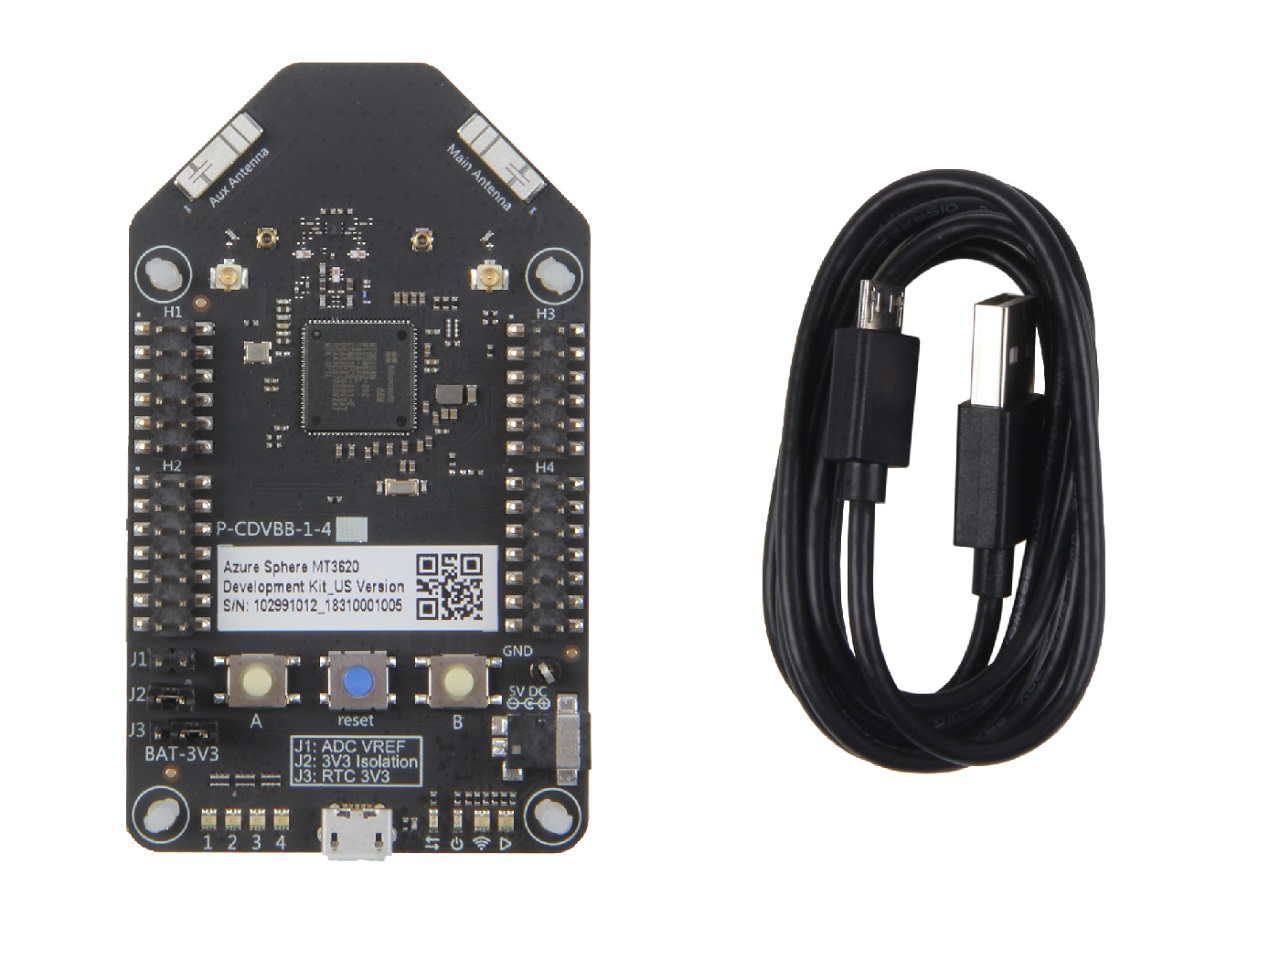 Aux Antenna
Main Antenna
H1
H3
H2
H4
P-CDVBB-1-4
Azure Sphere MT3620
Development Kit_US Version
S/N: 102991012_18310001005
GND
J1
J2
J3
5V DC
A
reset
B
BAT-3V3
J1: ADC VREF
J2: 3V3 Isolation
J3: RTC 3V3
1 2 3 4